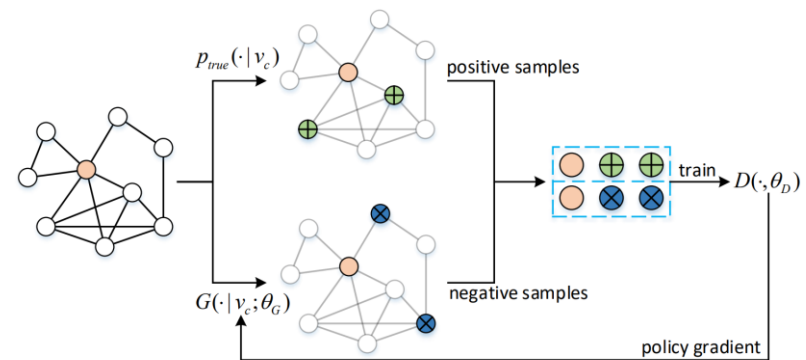 p_true(·|v_c)
positive samples
train
D(·,θ_D)
G(·|v_c;θ_G)
negative samples
policy gradient